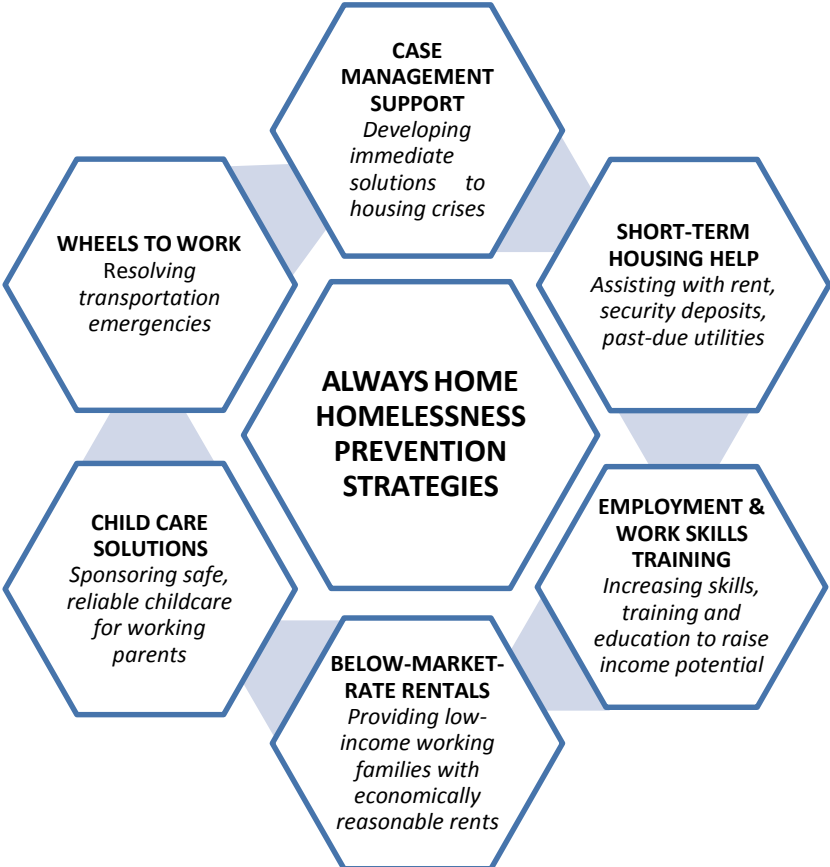 CASE
MANAGEMENT
SUPPORT
Developing
immediate
solutions to
housing crises
SHORT-TERM
HOUSING HELP
Assisting with rent,
security deposits,
past-due utilities
EMPLOYMENT &
WORK SKILLS
TRAINING
Increasing skills,
training and
education to raise
income potential
BELOW-MARKET-
RATE RENTALS
Providing low-
income working
families with
economically
reasonable rents
CHILD CARE
SOLUTIONS
Sponsoring safe,
reliable childcare
for working
parents
WHEELS TO WORK
Resolving
transportation
emergencies
ALWAYS HOME
HOMELESSNESS
PREVENTION
STRATEGIES